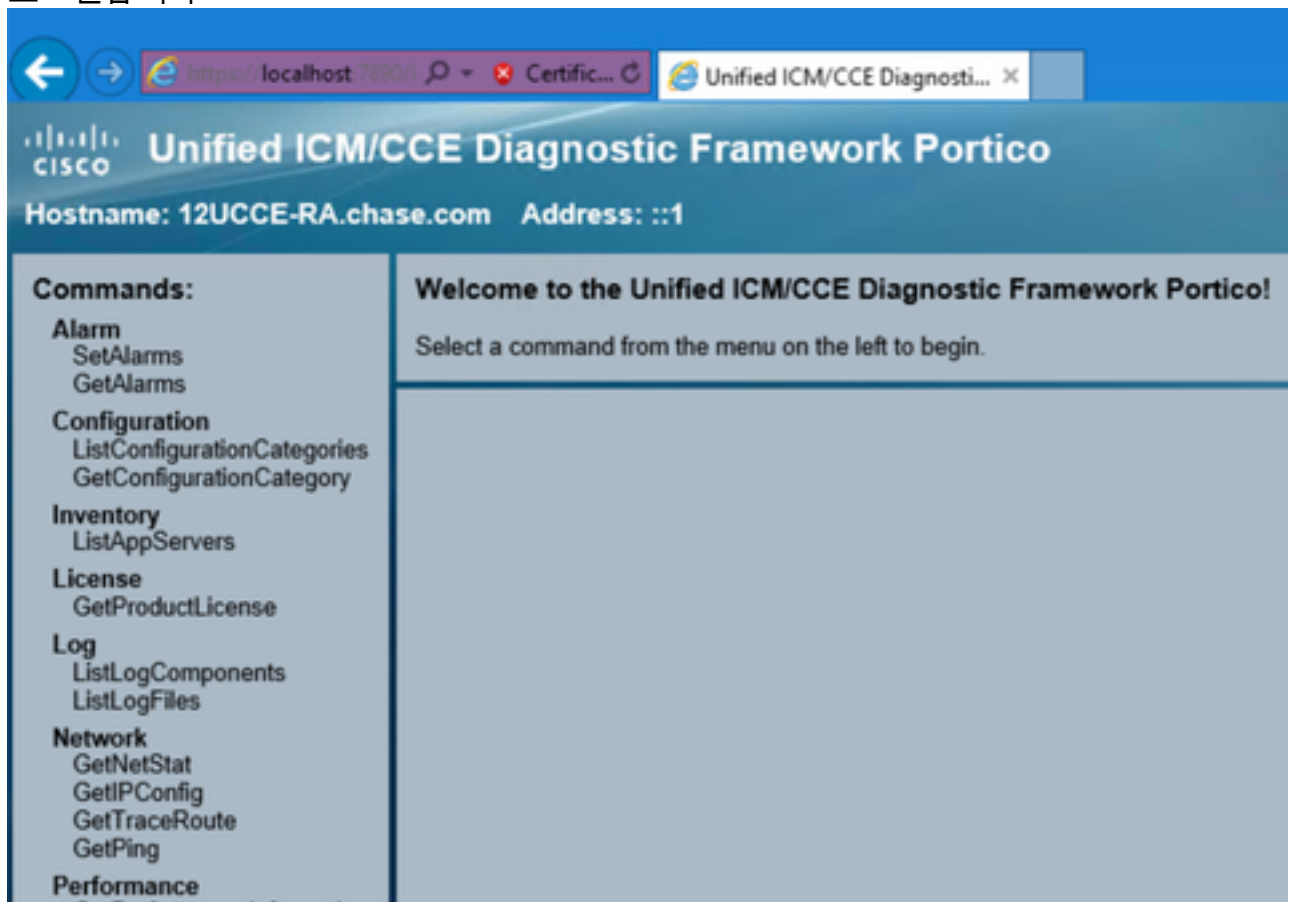 https://localhost:7890/i
Certific...
Unified ICM/CCE Diagnosti...
CISCO
Unified ICM/CCE Diagnostic Framework Portico
Hostname: 12UCCE-RA.chase.com Address: ::1
Commands:
Alarm
SetAlarms
GetAlarms
Configuration
ListConfigurationCategories
GetConfigurationCategory
Inventory
ListAppServers
License
GetProductLicense
Log
ListLogComponents
ListLogFiles
Network
GetNetStat
GetIPConfig
GetTraceRoute
GetPing
Performance
Welcome to the Unified ICM/CCE Diagnostic Framework Portico!
Select a command from the menu on the left to begin.